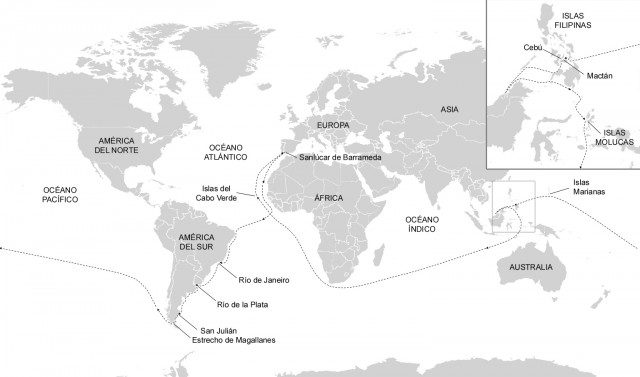 ISLAS
FILIPINAS
Cebú
Mactán
ISLAS
MOLUCAS
ASIA
EUROPA
AMÉRICA
DEL NORTE
OCÉANO
ATLÁNTICO
Sanlúcar de Barrameda
Islas del
Cabo Verde
Islas
Marianas
OCÉANO
PACÍFICO
ÁFRICA
OCÉANO
ÍNDICO
AMÉRICA
DEL SUR
AUSTRALIA
Río de Janeiro
Río de la Plata
San Julián
Estrecho de Magallanes